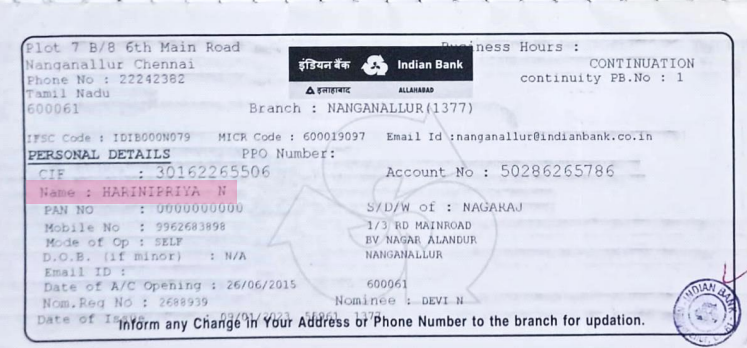 Plot 7 B/8 6th Main Road
Business Hours :
Nanganallur Chennai
इंडियन बैंक Indian Bank
CONTINUATION
Phone No : 22242382
continuity PB.No : 1
Tamil Nadu
इलाहाबाद ALLAHABAD
600061
Branch : NANGANALLUR(1377)
IFSC Code : IDIB000N079 MICR Code : 600019097 Email Id :nanganallur@indianbank.co.in
PERSONAL DETAILS PPO Number:
CIF : 30162265506 Account No : 50286265786
Name : HARINIPRIYA N
PAN NO : 0000000000 S/D/W of : NAGARAJ
Mobile No : 9962683898 1/3 RD MAINROAD
Mode of Op : SELF BV NAGAR ALANDUR
D.O.B. (if minor) : N/A NANGANALLUR
Email ID :
Date of A/C Opening : 26/06/2015 600061
Nom.Reg No : 2688939 Nominee : DEVI N
Date of Issue : 09/01/2023 1377
Inform any Change in Your Address or Phone Number to the branch for updation.
INDIAN BANK